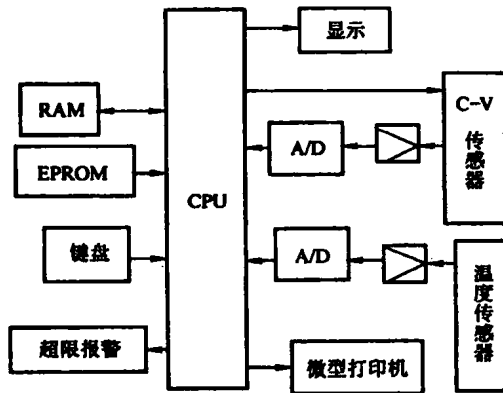 显示
RAM
C-V
传感器
A/D
EPROM
CPU
键盘
A/D
温度传感器
超限报警
微型打印机